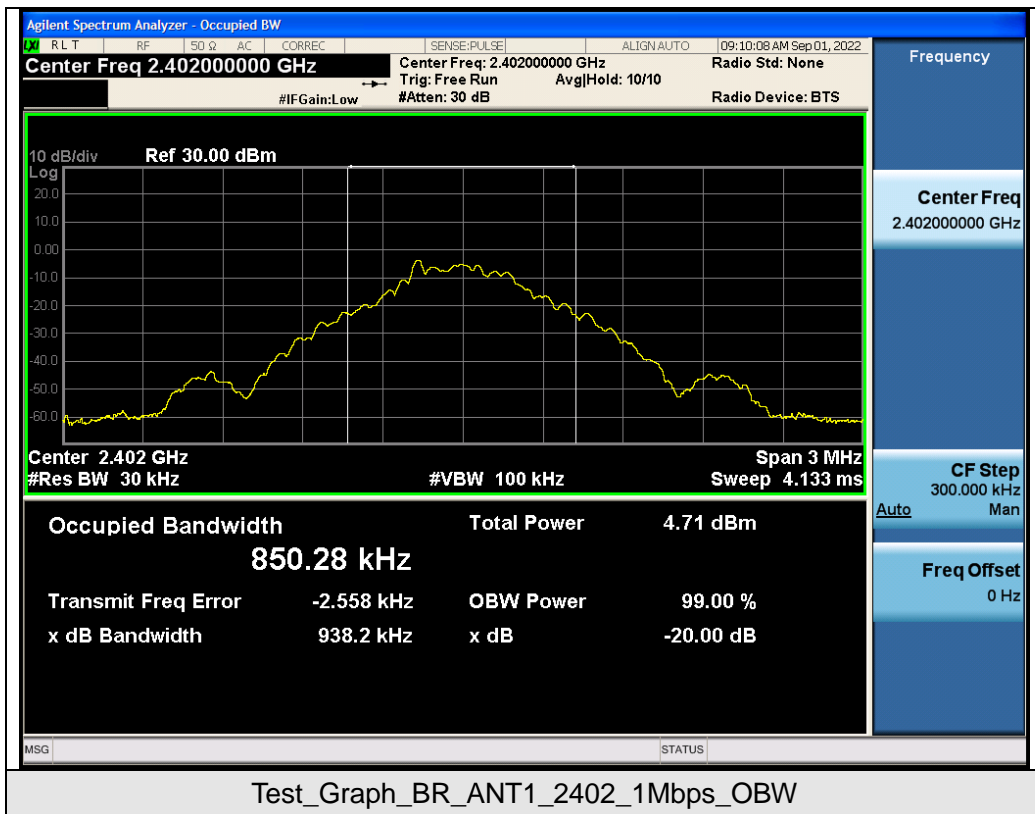 Agilent Spectrum Analyzer - Occupied BW
LXI RLT RF 50 Ω AC CORREC SENSE:PULSE ALIGN AUTO 09:10:08 AM Sep 01, 2022
Center Freq 2.402000000 GHz
Center Freq: 2.402000000 GHz
Radio Std: None
Trig: Free Run Avg|Hold: 10/10
#IFGain:Low #Atten: 30 dB Radio Device: BTS
10 dB/div Ref 30.00 dBm
Log
20.0
10.0
0.00
-10.0
-20.0
-30.0
-40.0
-50.0
-60.0
Center 2.402 GHz Span 3 MHz
#Res BW 30 kHz #VBW 100 kHz Sweep 4.133 ms
Occupied Bandwidth Total Power 4.71 dBm
850.28 kHz
Transmit Freq Error -2.558 kHz OBW Power 99.00 %
x dB Bandwidth 938.2 kHz x dB -20.00 dB
MSG STATUS
Frequency
Center Freq
2.402000000 GHz
CF Step
300.000 kHz
Auto Man
Freq Offset
0 Hz
Test_Graph_BR_ANT1_2402_1Mbps_OBW